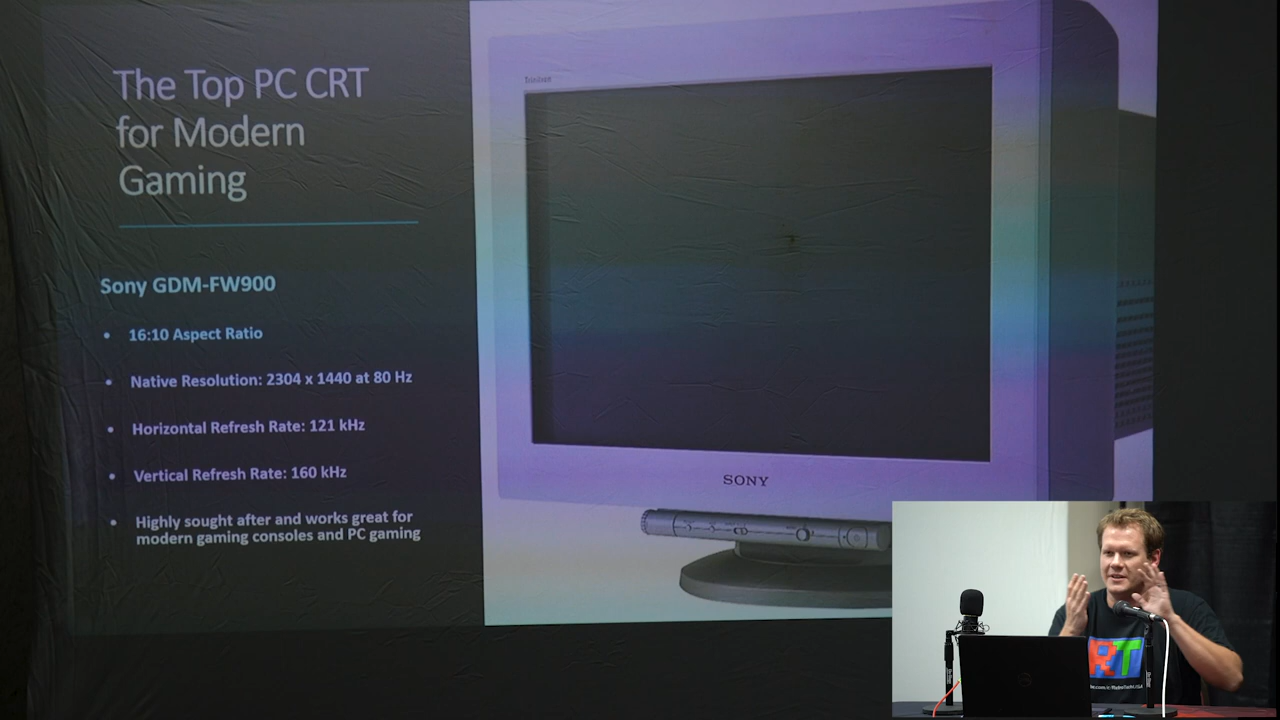 The Top PC CRT
for Modern
Gaming
Sony GDM-FW900
• 16:10 Aspect Ratio
• Native Resolution: 2304 x 1440 at 80 Hz
• Horizontal Refresh Rate: 121 kHz
• Vertical Refresh Rate: 160 kHz
• Highly sought after and works great for
modern gaming consoles and PC gaming
Trinitron
SONY
RT